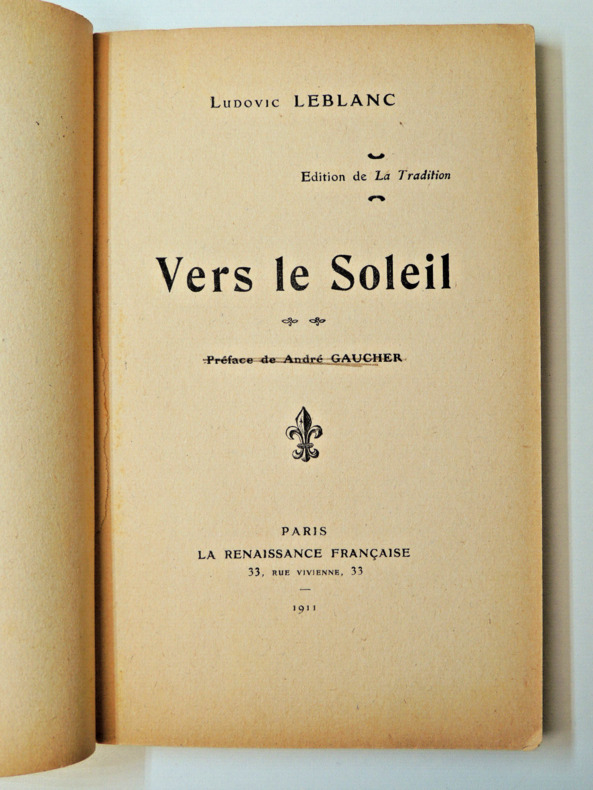 Ludovic LEBLANC
Edition de La Tradition
Vers le Soleil
Préface de André GAUCHER
PARIS
LA RENAISSANCE FRANÇAISE
33, RUE VIVIENNE, 33
1911